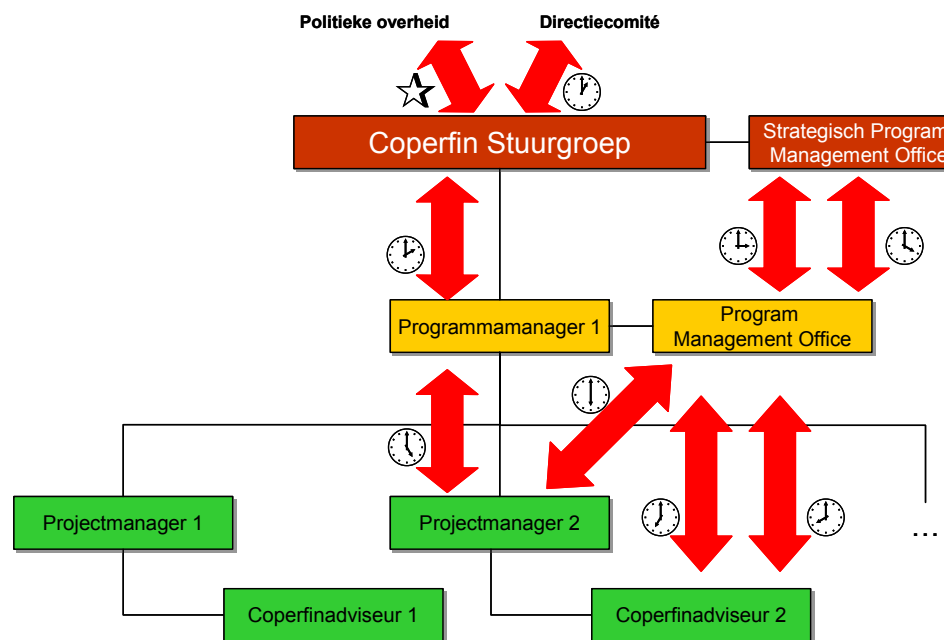 Politieke overheid
Directiecomité
Coperfin Stuurgroep
Strategisch Program
Management Office
Programmamanager 1
Program
Management Office
Projectmanager 1
Projectmanager 2
...
Coperfinadviseur 1
Coperfinadviseur 2